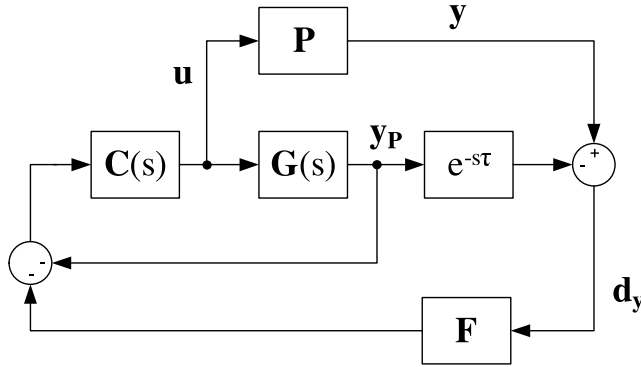 y
P
u
y_P
C(s)
G(s)
e^{-sτ}
- +
- -
d_y
F